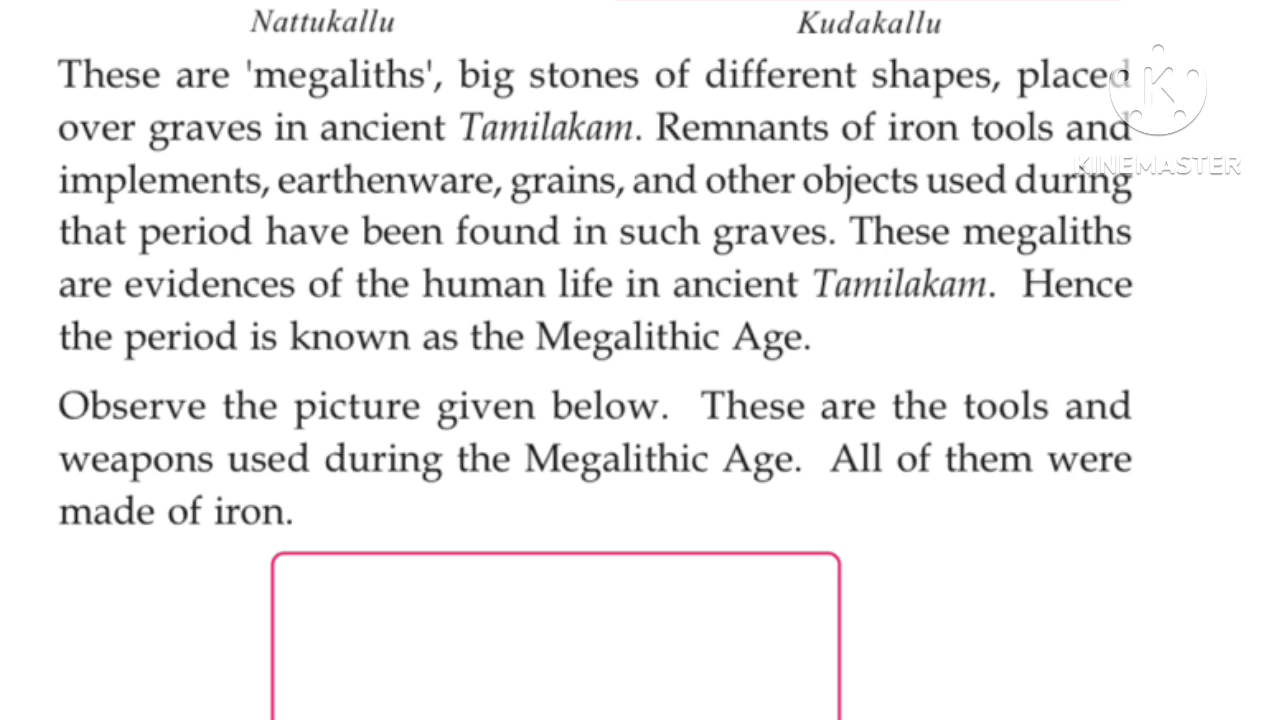 Nattukallu Kudakallu
These are 'megaliths', big stones of different shapes, placed
over graves in ancient Tamilakam. Remnants of iron tools and
implements, earthenware, grains, and other objects used during
that period have been found in such graves. These megaliths
are evidences of the human life in ancient Tamilakam. Hence
the period is known as the Megalithic Age.
Observe the picture given below. These are the tools and
weapons used during the Megalithic Age. All of them were
made of iron.
K
KINEMASTER